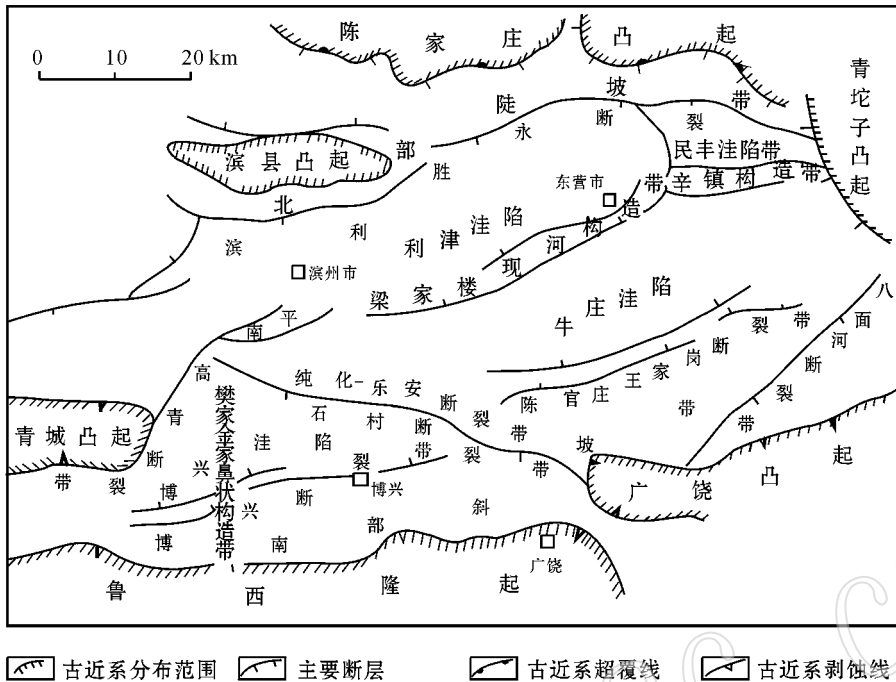 陈家庄凸起
0 10 20 km
青坨子凸起
北部陡坡带
胜永断裂
滨县凸起
民丰洼陷带
东营市
辛镇构造带
滨利
利津洼陷
滨州市
梁家楼现河构造带
牛庄洼陷
八面河断裂带
平南
高青断裂带
纯化-乐安断裂带
陈官庄王家岗断裂带
石村断裂带
青城凸起
樊家仝家鼻状构造带
博兴洼陷
博兴断裂带
博兴
南部斜坡带
广饶凸起
广饶
鲁西隆起
古近系分布范围
主要断层
古近系超覆线
古近系剥蚀线